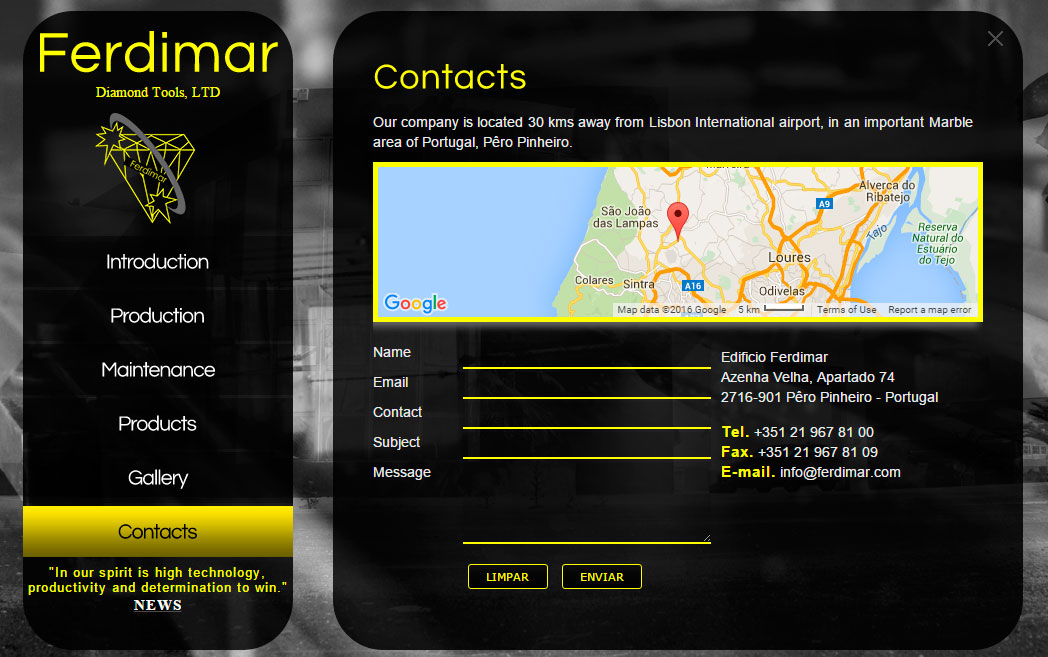 Ferdimar
Diamond Tools, LTD
Ferdimar
Introduction
Production
Maintenance
Products
Gallery
Contacts
"In our spirit is high technology,
productivity and determination to win."
NEWS
Contacts
Our company is located 30 kms away from Lisbon International airport, in an important Marble
area of Portugal, Pêro Pinheiro.
Alverca do
Ribatejo
A9
São João
das Lampas
Tajo
Reserva
Natural do
Estuário
do Tejo
Loures
Colares
Sintra
A16
Odivelas
Google
Map data ©2016 Google
5 km
Terms of Use
Report a map error
Name
Email
Contact
Subject
Message
Edificio Ferdimar
Azenha Velha, Apartado 74
2716-901 Pêro Pinheiro - Portugal
Tel. +351 21 967 81 00
Fax. +351 21 967 81 09
E-mail. info@ferdimar.com
LIMPAR
ENVIAR